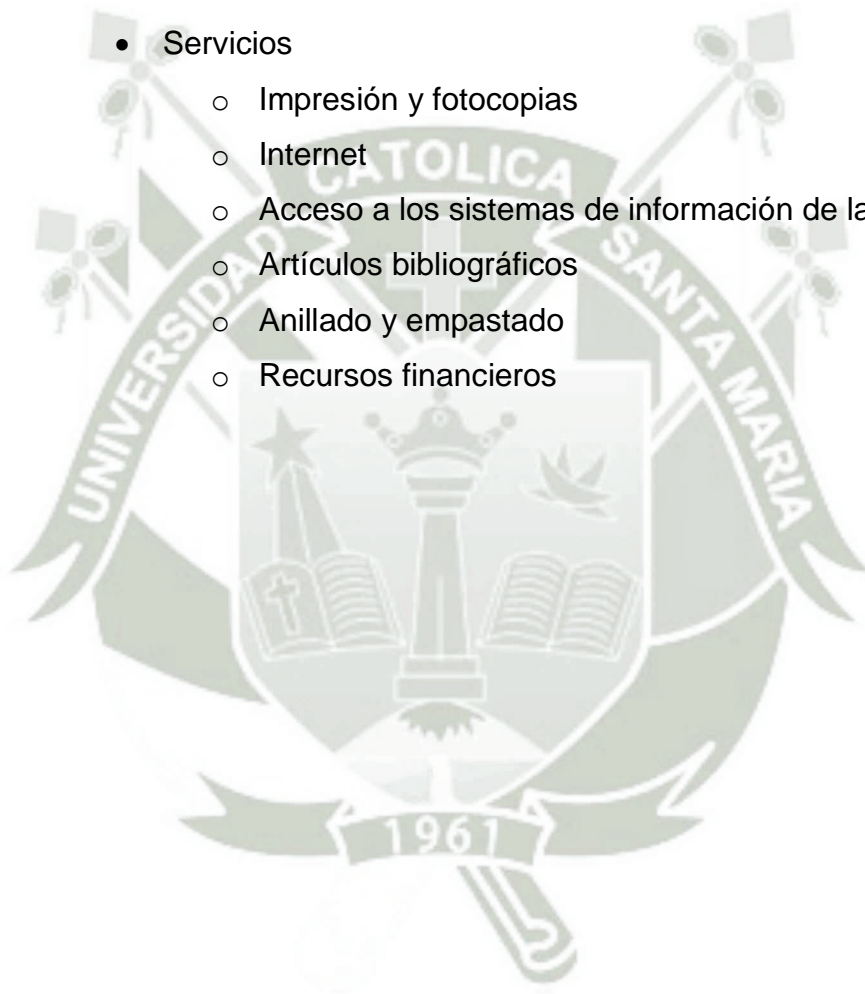 • Servicios
o Impresión y fotocopias
o Internet
o Acceso a los sistemas de información de la
o Artículos bibliográficos
o Anillado y empastado
o Recursos financieros
UNIVERSIDAD CATOLICA SANTA MARIA
1961